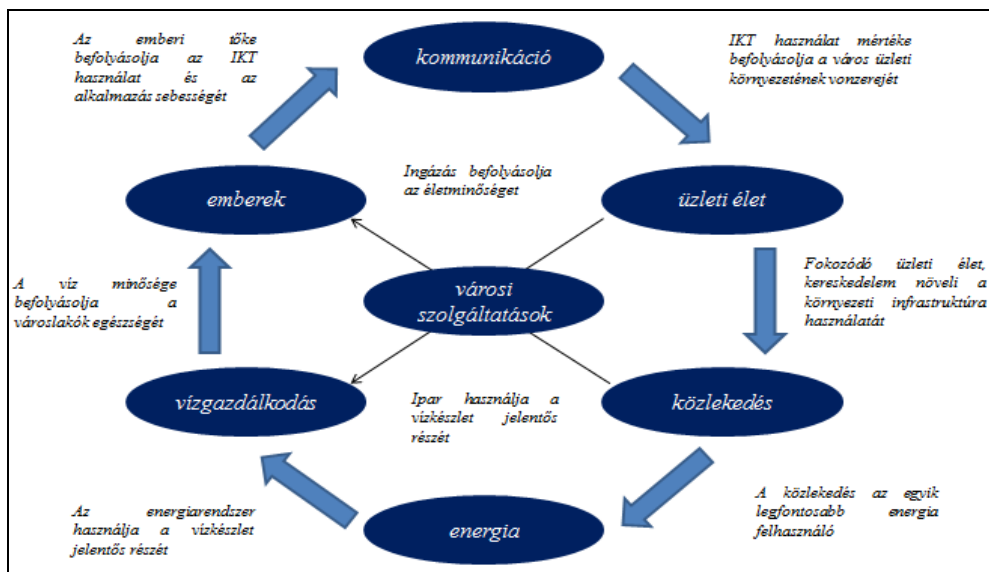 Az emberi tőke
befolyásolja az IKT
használat és az
alkalmazás sebességét
kommunikáció
IKT használat mértéke
befolyásolja a város üzleti
környezetének vonzerejét
Ingázás befolyásolja
az életminőséget
emberek
üzleti élet
A víz minősége
befolyásolja a
városlakók egészségét
városi
szolgáltatások
Fokozódó üzleti élet,
kereskedelem növeli a
környezeti infrastruktúra
használatát
vízgazdálkodás
Ipar használja a
vízkészlet jelentős
részét
közlekedés
Az energiarendszer
használja a vízkészlet
jelentős részét
energia
A közlekedés az egyik
legfontosabb energia
felhasználó